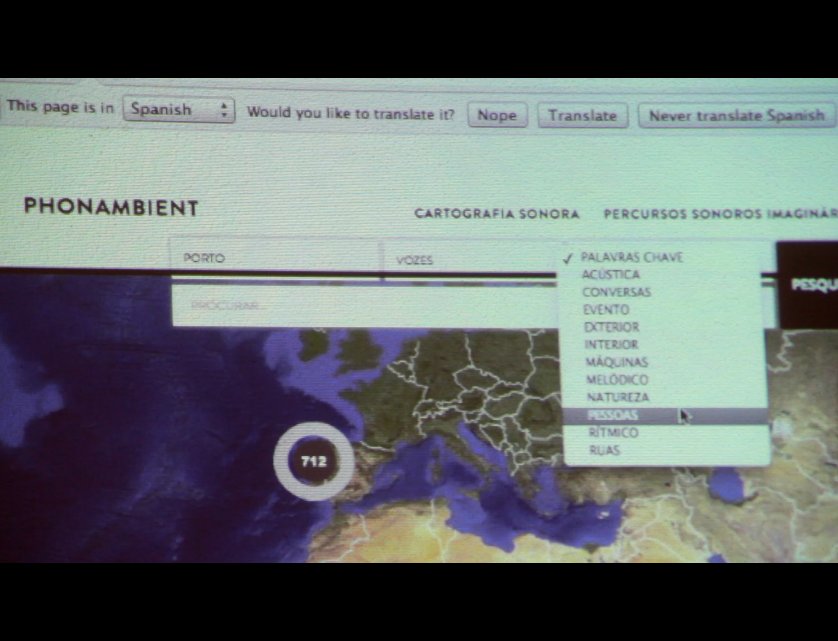 This page is in Spanish Would you like to translate it? Nope Translate Never translate Spanish
PHONAMBIENT
CARTOGRAFIA SONORA PERCURSOS SONOROS IMAGINÁR
PORTO VOZES
PALAVRAS CHAVE
ACÚSTICA
CONVERSAS
EVENTO
EXTERIOR
INTERIOR
MÁQUINAS
MELÓDICO
NATUREZA
PESSOAS
RÍTMICO
RUAS
PESQU
PROCURAR...
712